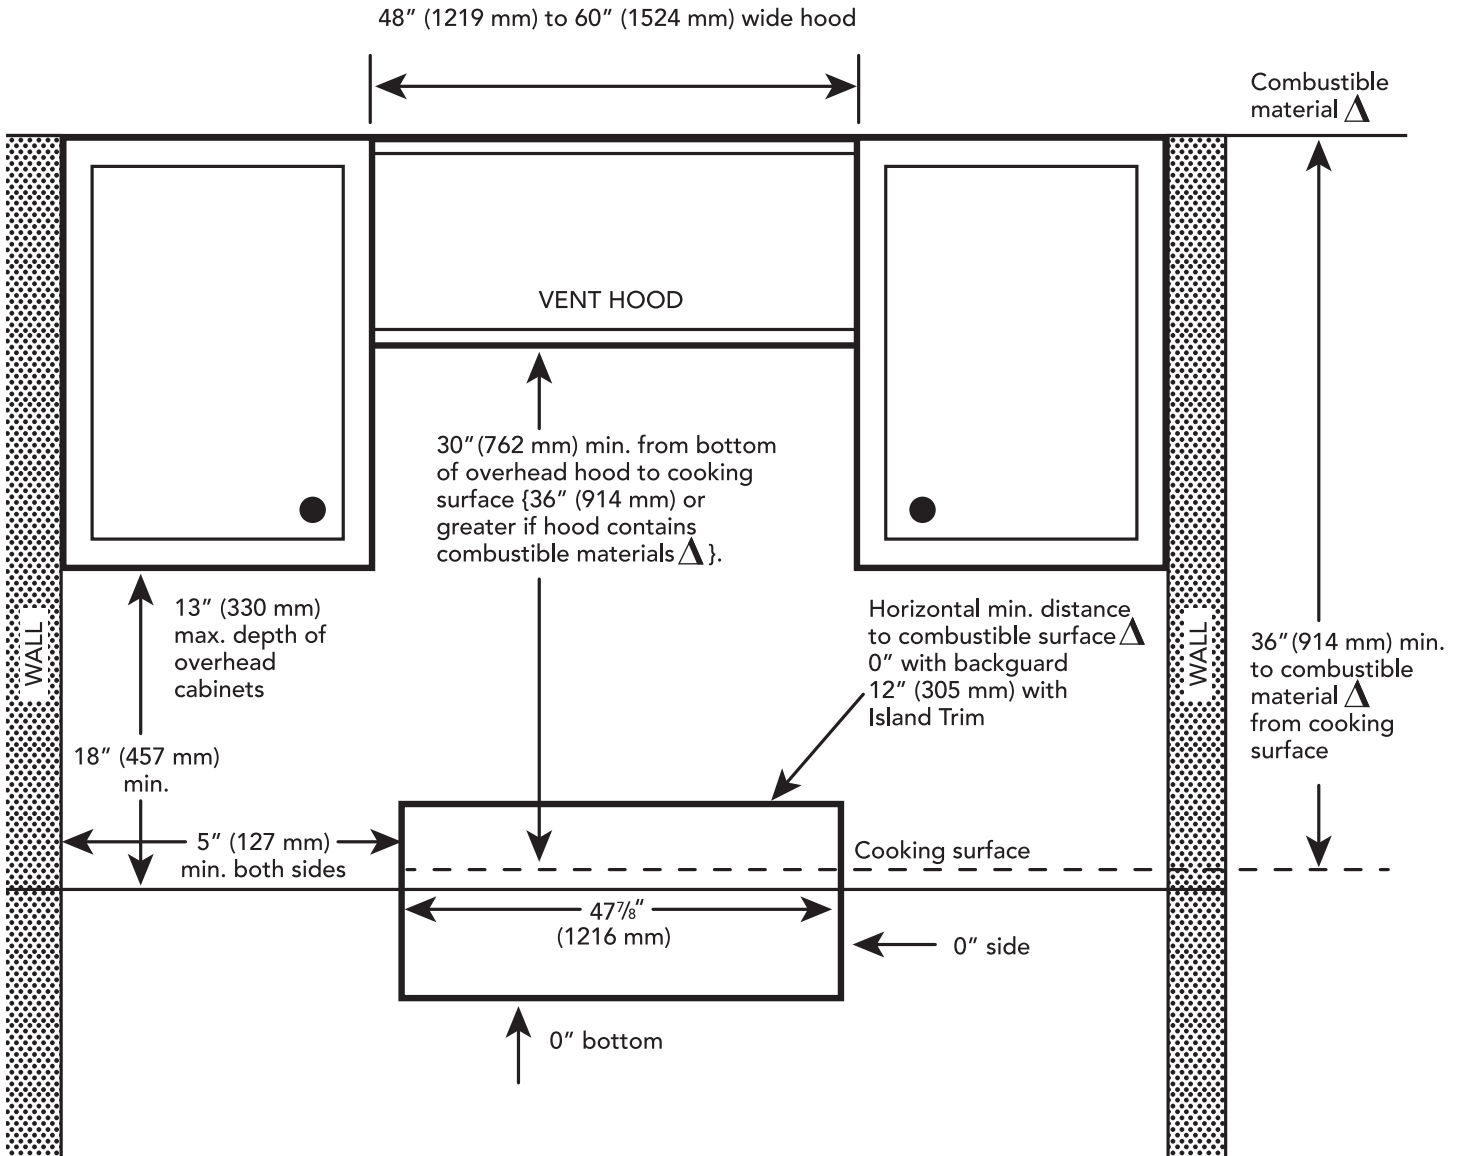 48" (1219 mm) to 60" (1524 mm) wide hood
Combustible
material Δ
VENT HOOD
30" (762 mm) min. from bottom
of overhead hood to cooking
surface {36" (914 mm) or
greater if hood contains
combustible materials Δ }.
13" (330 mm)
max. depth of
overhead
cabinets
Horizontal min. distance
to combustible surface Δ
0" with backguard
12" (305 mm) with
Island Trim
WALL
WALL
36" (914 mm) min.
to combustible
material Δ
from cooking
surface
18" (457 mm)
min.
5" (127 mm)
min. both sides
Cooking surface
47⅞"
(1216 mm)
0" side
0" bottom